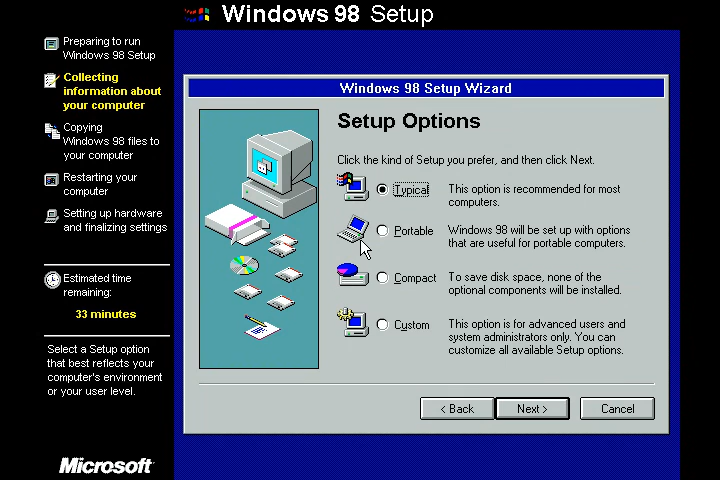 Windows 98 Setup
Preparing to run
Windows 98 Setup
Collecting
information about
your computer
Copying
Windows 98 files to
your computer
Restarting your
computer
Setting up hardware
and finalizing settings
Estimated time
remaining:
33 minutes
Select a Setup option
that best reflects your
computer's environment
or your user level.
Microsoft
Windows 98 Setup Wizard
Setup Options
Click the kind of Setup you prefer, and then click Next.
Typical
This option is recommended for most
computers.
Portable
Windows 98 will be set up with options
that are useful for portable computers.
Compact
To save disk space, none of the
optional components will be installed.
Custom
This option is for advanced users and
system administrators only. You can
customize all available Setup options.
< Back
Next >
Cancel